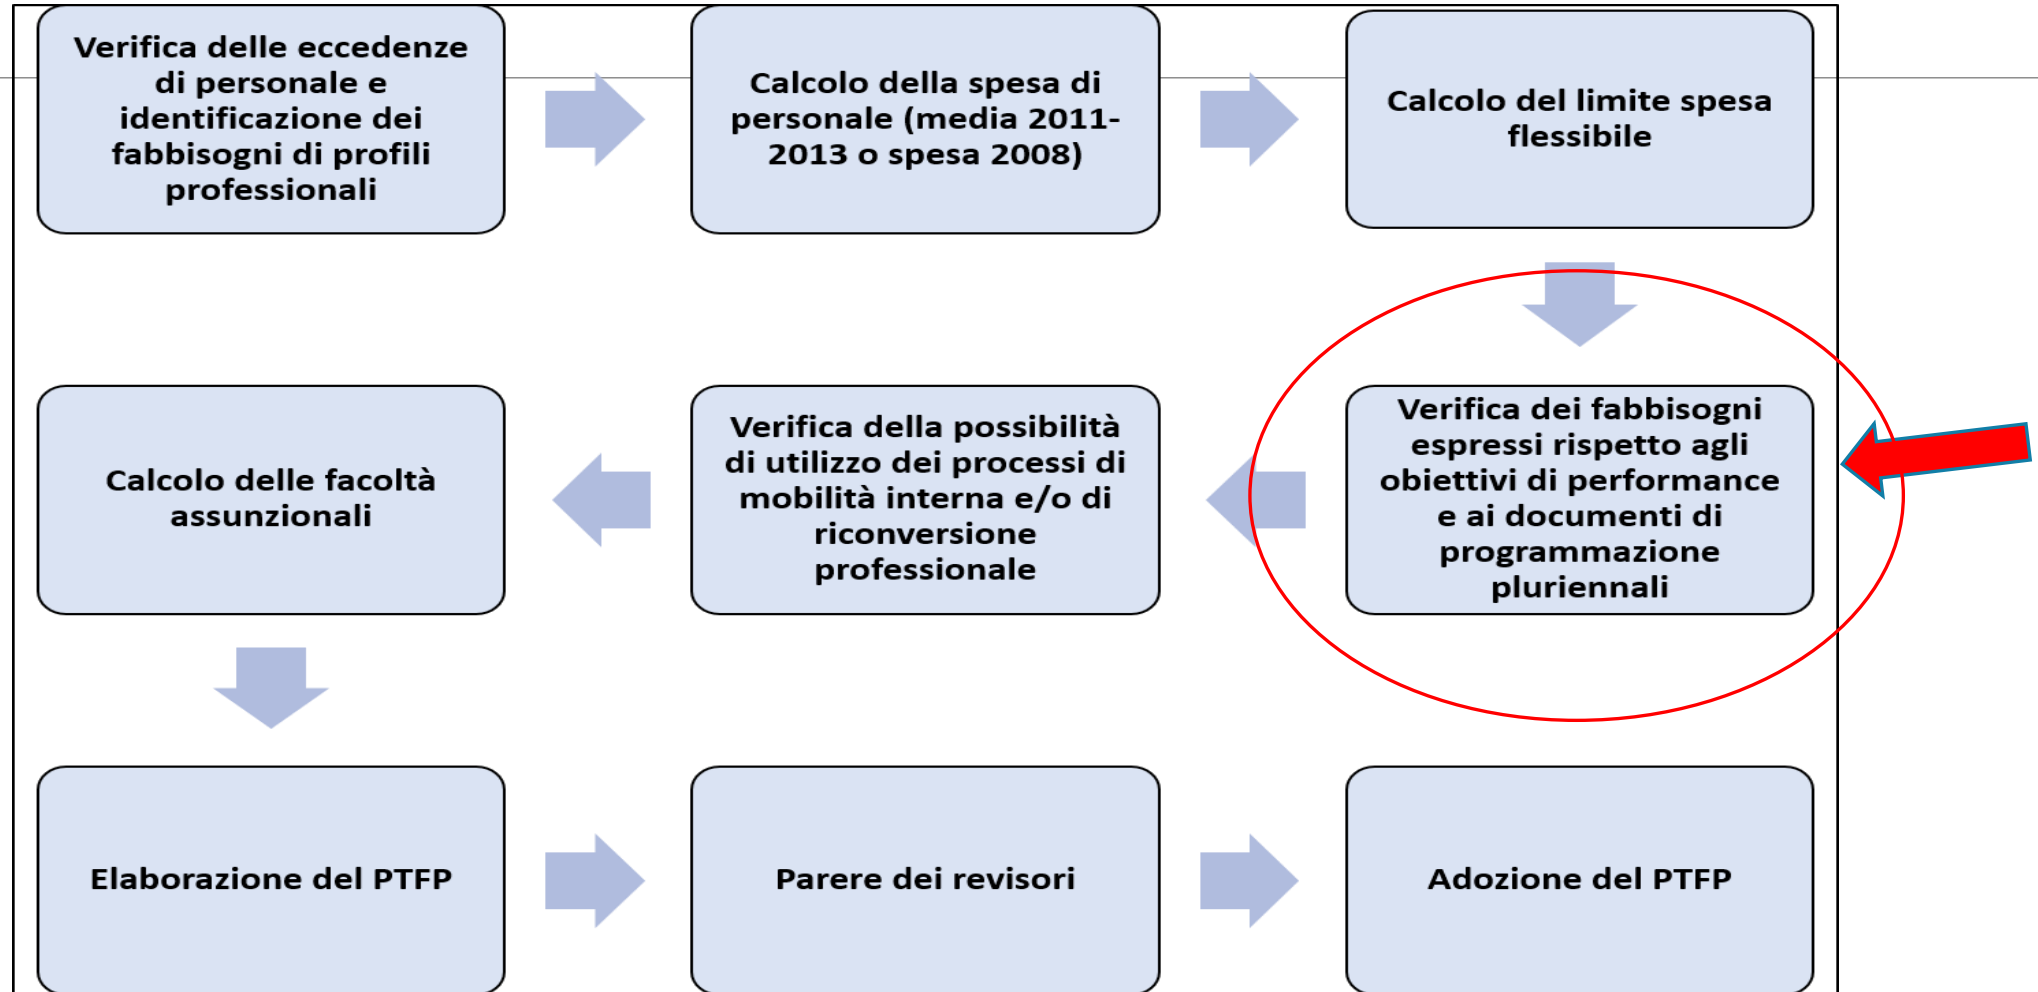 Verifica delle eccedenze
di personale e
identificazione dei
fabbisogni di profili
professionali
Calcolo della spesa di
personale (media 2011-
2013 o spesa 2008)
Calcolo del limite spesa
flessibile
Verifica dei fabbisogni
espressi rispetto agli
obiettivi di performance
e ai documenti di
programmazione
pluriennali
Verifica della possibilità
di utilizzo dei processi di
mobilità interna e/o di
riconversione
professionale
Calcolo delle facoltà
assunzionali
Elaborazione del PTFP
Parere dei revisori
Adozione del PTFP